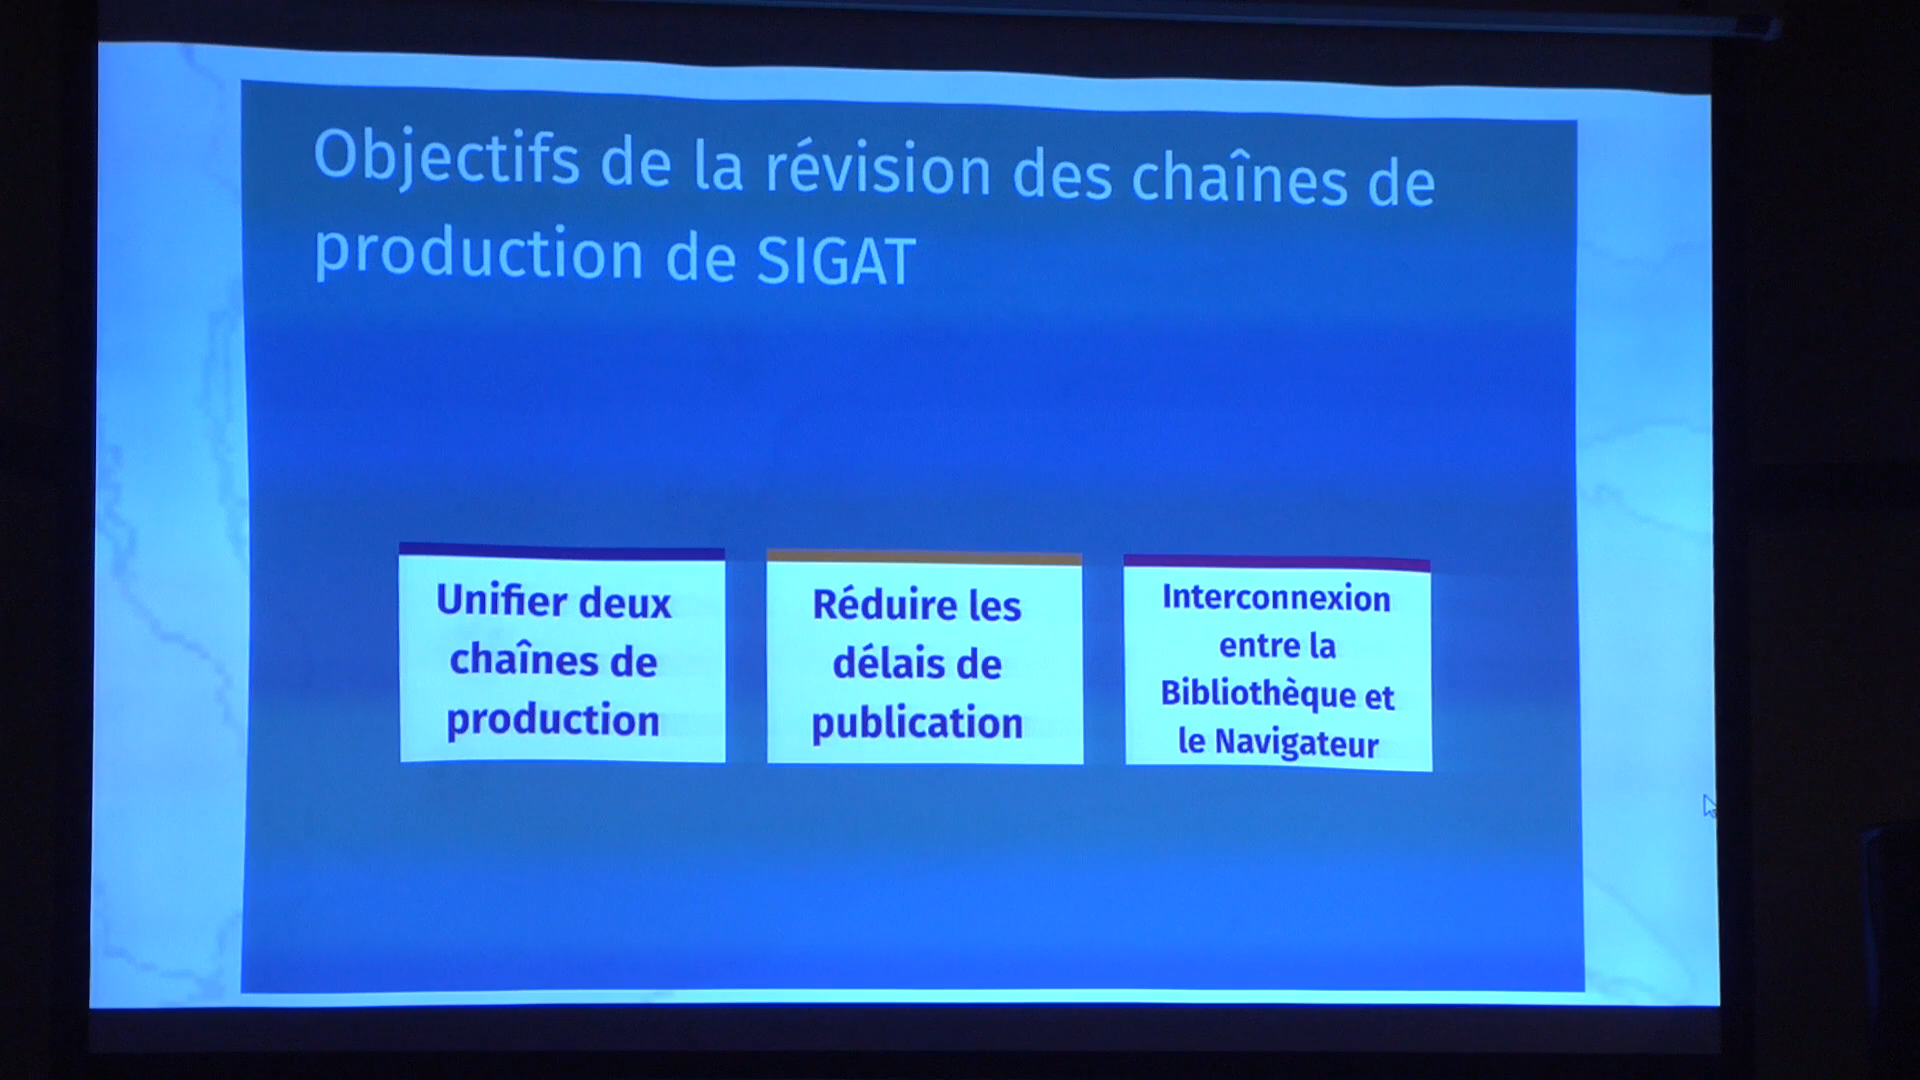 Objectifs de la révision des chaînes de
production de SIGAT
Unifier deux
chaînes de
production
Réduire les
délais de
publication
Interconnexion
entre la
Bibliothèque et
le Navigateur